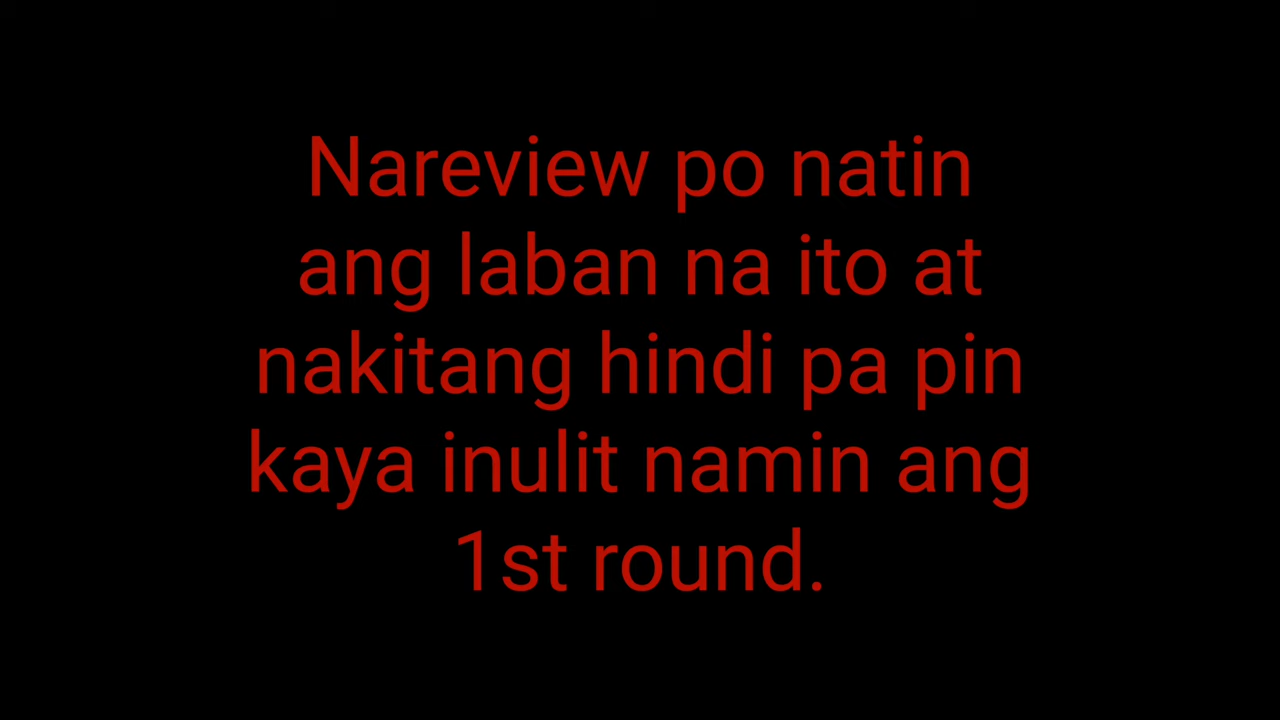 Nareview po natin
ang laban na ito at
nakitang hindi pa pin
kaya inulit namin ang
1st round.